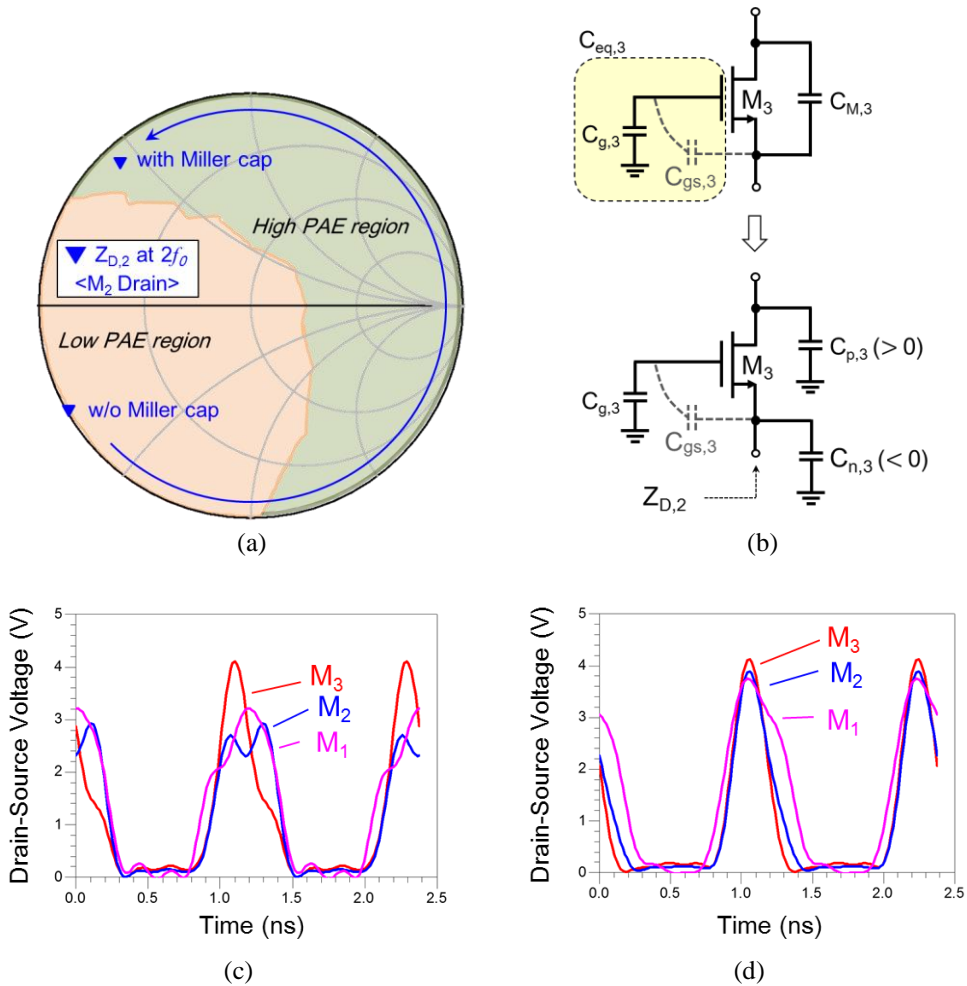 with Miller cap
High PAE region
Z_D,2 at 2f_0
<M_2 Drain>
Low PAE region
w/o Miller cap
(a)
C_eq,3
M_3
C_M,3
C_g,3
C_gs,3
M_3
C_p,3 (> 0)
C_g,3
C_gs,3
C_n,3 (< 0)
Z_D,2
(b)
Drain-Source Voltage (V)
5
4
3
2
1
0
M_3
M_2
M_1
0.0 0.5 1.0 1.5 2.0 2.5
Time (ns)
(c)
Drain-Source Voltage (V)
5
4
3
2
1
0
M_3
M_2
M_1
0.0 0.5 1.0 1.5 2.0 2.5
Time (ns)
(d)